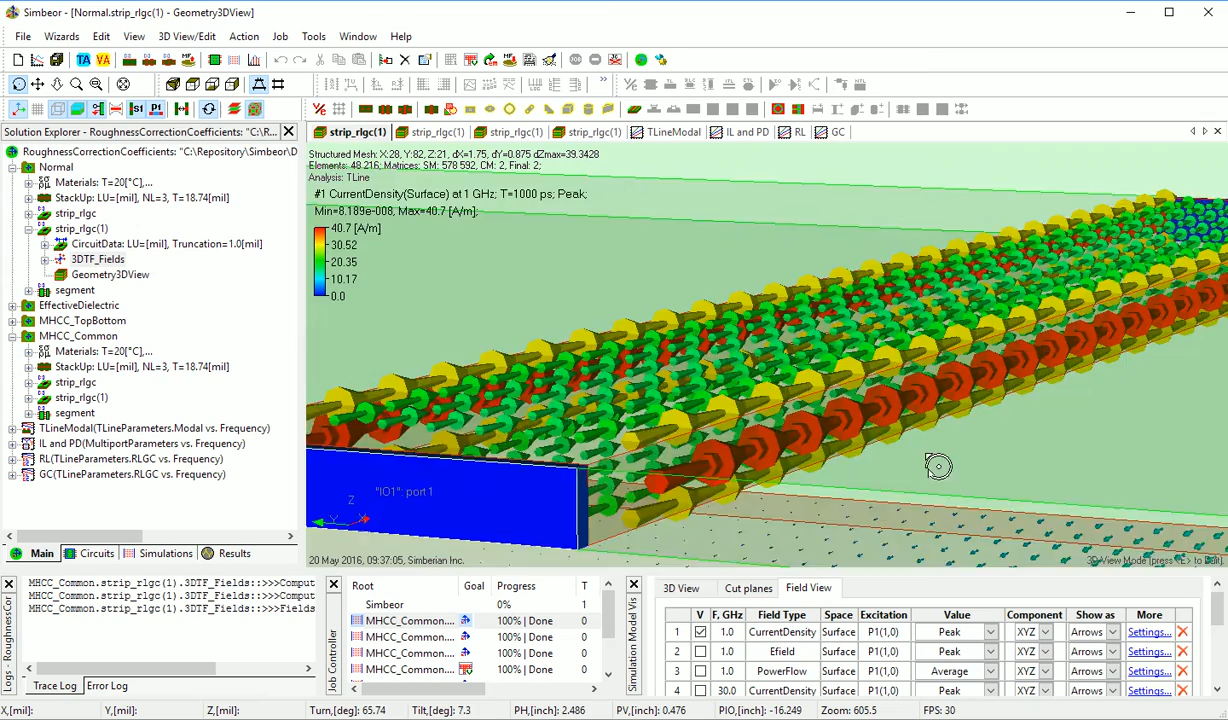 Simbeor - [Normal.strip_rlgc(1) - Geometry3DView]
File Wizards Edit View 3D View/Edit Action Job Tools Window Help
Solution Explorer - RoughnessCorrectionCoefficients: "C:\R...
strip_rlgc(1) strip_rlgc(1) strip_rlgc(1) strip_rlgc(1) TLineModal IL and PD RL GC
RoughnessCorrectionCoefficients: "C:\Repository\Simbeor\D
Normal
Materials: T=20[°C],...
StackUp: LU=[mil], NL=3, T=18.74[mil]
strip_rlgc
strip_rlgc(1)
CircuitData: LU=[mil], Truncation=1.0[mil]
3DTF_Fields
Geometry3DView
segment
EffectiveDielectric
MHCC_TopBottom
MHCC_Common
Materials: T=20[°C],...
StackUp: LU=[mil], NL=3, T=18.74[mil]
strip_rlgc
strip_rlgc(1)
segment
TLineModal(TLineParameters.Modal vs. Frequency)
IL and PD(MultiportParameters vs. Frequency)
RL(TLineParameters.RLGC vs. Frequency)
GC(TLineParameters.RLGC vs. Frequency)
Main Circuits Simulations Results
Structured Mesh: X:28, Y:82, Z:21, dX=1.75, dY=0.875 dZmax=39.3428
Elements: 48 216; Matrices: SM: 578 592, CM: 2, Final: 2;
Analysis: TLine
#1 CurrentDensity(Surface) at 1 GHz; T=1000 ps; Peak;
Min=8.189e-008, Max=40.7 [A/m];
40.7 [A/m]
30.52
20.35
10.17
0.0
"IO1": port1
Z
Y
20 May 2016, 09:37:05, Simberian Inc.
3D View Mode (press <E> to Edit)
Logs - RoughnessCor
MHCC_Common.strip_rlgc(1).3DTF_Fields::>>>Comput
MHCC_Common.strip_rlgc(1).3DTF_Fields::>>>Comput
MHCC_Common.strip_rlgc(1).3DTF_Fields::>>>Fields
Trace Log Error Log
Job Controller
Root Goal Progress T
Simbeor 0% 1
MHCC_Common.... 100% | Done 0
MHCC_Common.... 100% | Done 0
MHCC_Common.... 100% | Done 0
MHCC_Common.... 100% | Done 0
Simulation Model Vis
3D View Cut planes Field View
V F, GHz Field Type Space Excitation Value Component Show as More
1 1.0 CurrentDensity Surface P1(1,0) Peak XYZ Arrows Settings...
2 1.0 Efield Surface P1(1,0) Peak XYZ Arrows Settings...
3 1.0 PowerFlow Surface P1(1,0) Average XYZ Arrows Settings...
4 30.0 CurrentDensity Surface P1(1,0) Peak XYZ Arrows Settings...
X,[mil]: Y,[mil]: Z,[mil]: Turn,[deg]: 65.74 Tilt,[deg]: 7.3 PH,[inch]: 2.486 PV,[inch]: 0.476 PIO,[inch]: -16.249 Zoom: 605.5 FPS: 30